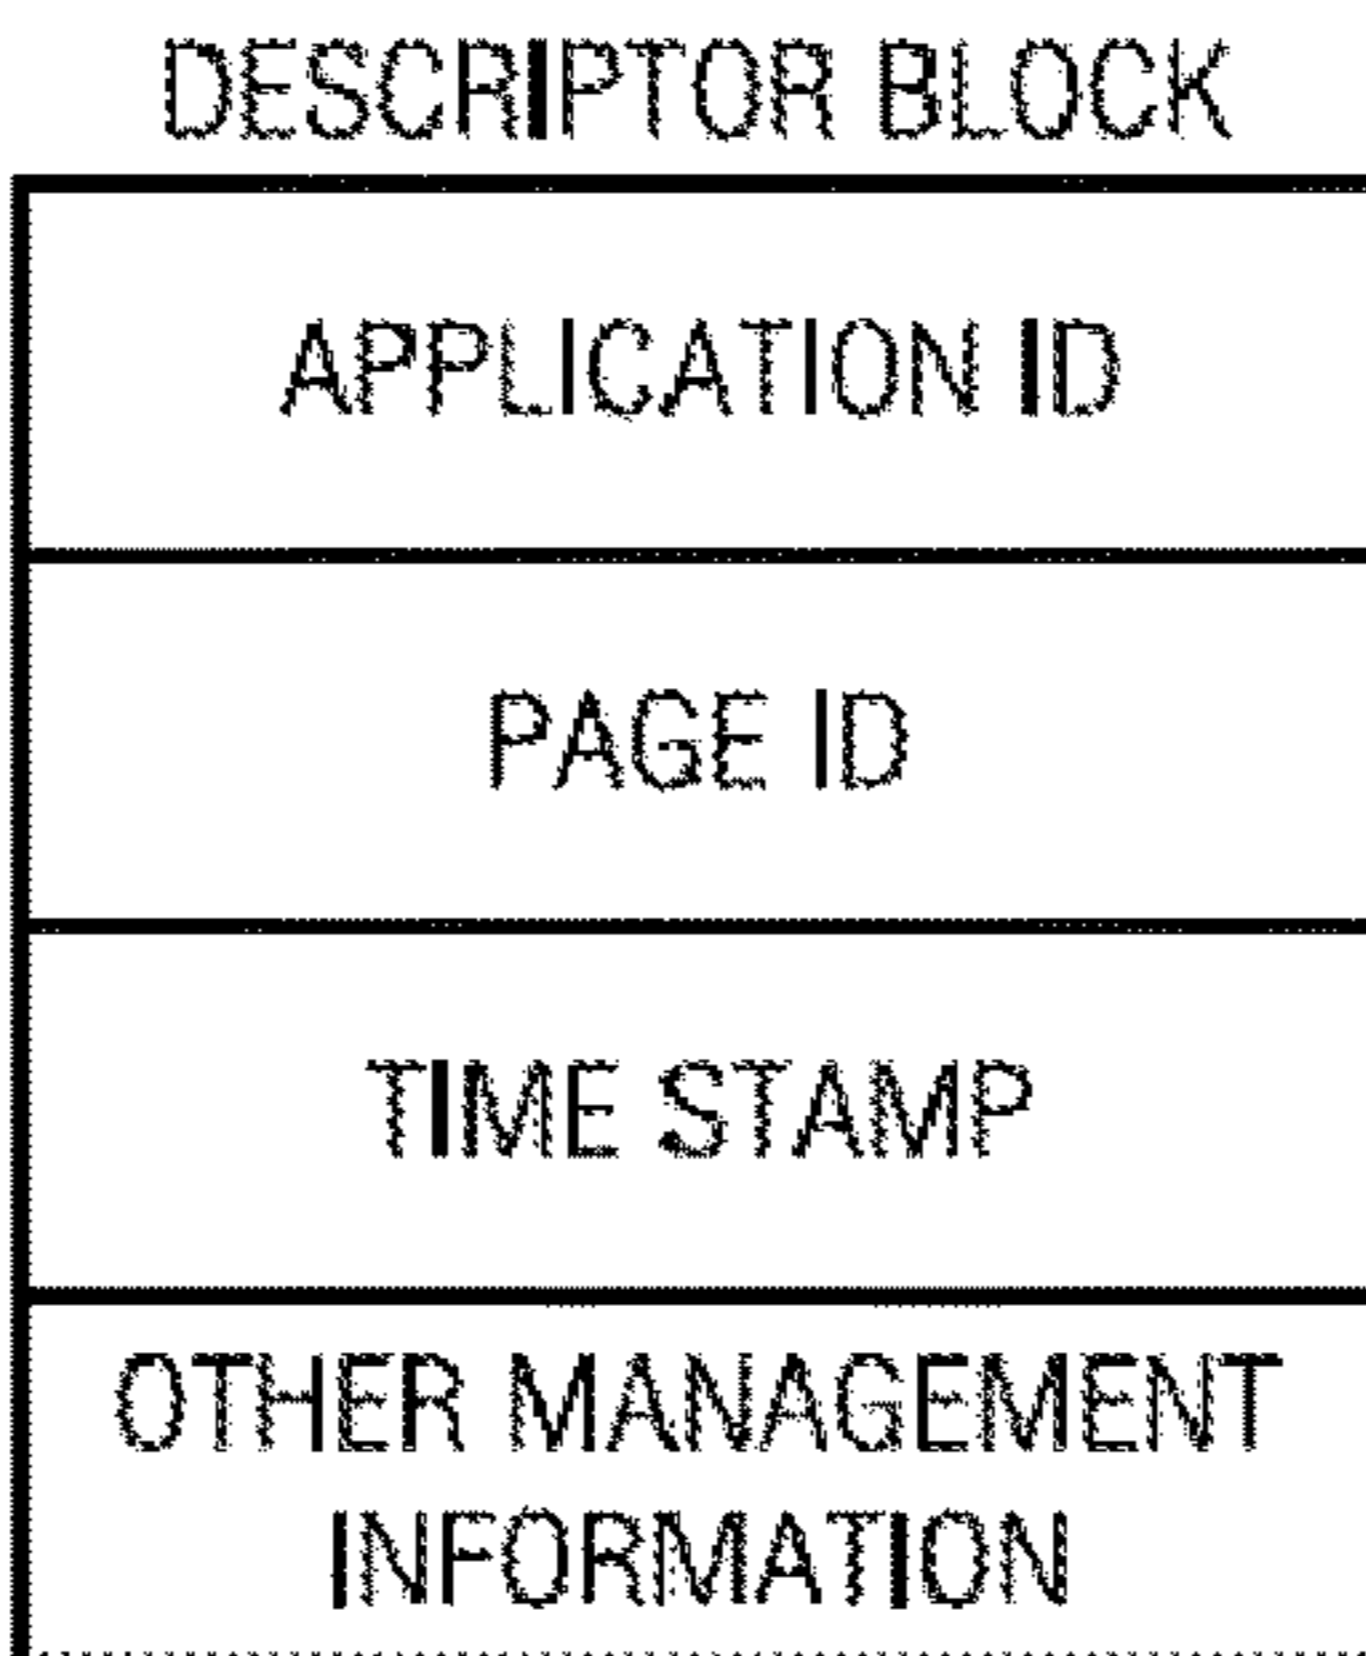 DESCRIPTOR BLOCK
APPLICATION ID
PAGE ID
TIME STAMP
OTHER MANAGEMENT
INFORMATION